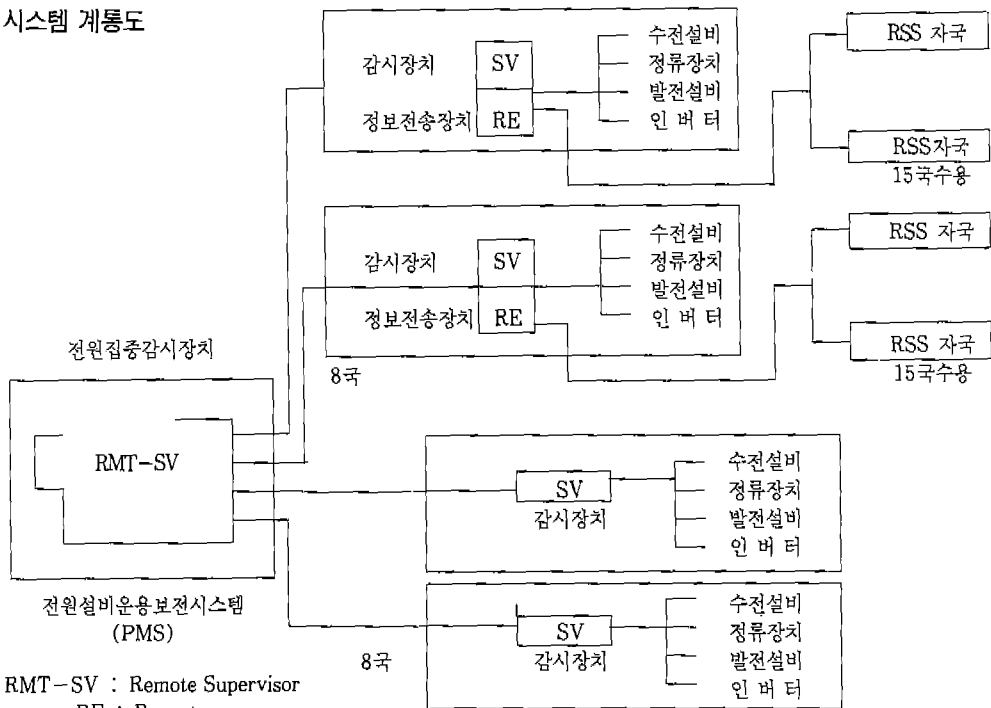 시스템 계통도
감시장치 SV
정보전송장치 RE
수전설비
정류장치
발전설비
인 버 터
RSS 자국
RSS자국
15국수용
감시장치 SV
정보전송장치 RE
수전설비
정류장치
발전설비
인 버 터
8국
RSS 자국
RSS 자국
15국수용
전원집중감시장치
RMT-SV
전원설비운용보전시스템
(PMS)
SV
감시장치
수전설비
정류장치
발전설비
인 버 터
8국
SV
감시장치
수전설비
정류장치
발전설비
인 버 터
RMT-SV : Remote Supervisor